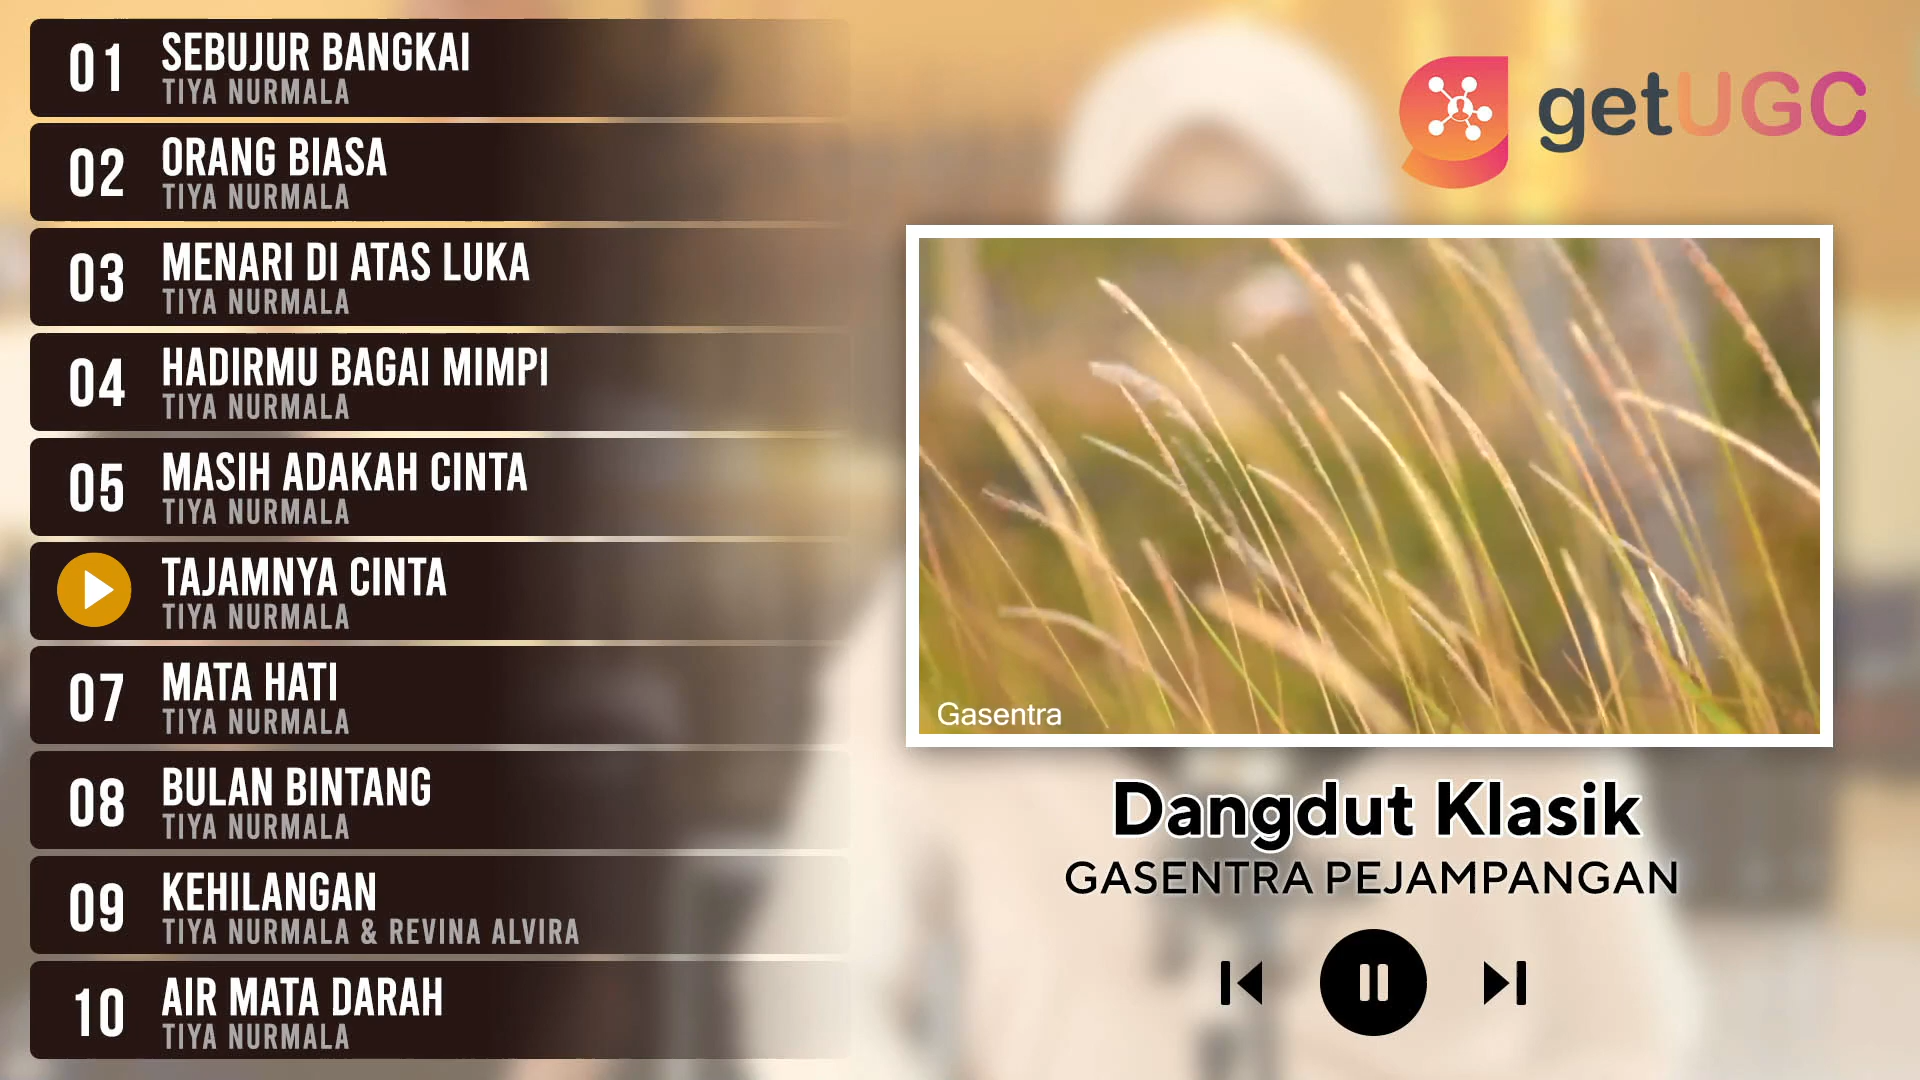 01
SEBUJUR BANGKAI
TIYA NURMALA
02
ORANG BIASA
TIYA NURMALA
03
MENARI DI ATAS LUKA
TIYA NURMALA
04
HADIRMU BAGAI MIMPI
TIYA NURMALA
05
MASIH ADAKAH CINTA
TIYA NURMALA
TAJAMNYA CINTA
TIYA NURMALA
07
MATA HATI
TIYA NURMALA
08
BULAN BINTANG
TIYA NURMALA
09
KEHILANGAN
TIYA NURMALA & REVINA ALVIRA
10
AIR MATA DARAH
TIYA NURMALA
getUGC
Gasentra
Dangdut Klasik
GASENTRA PEJAMPANGAN